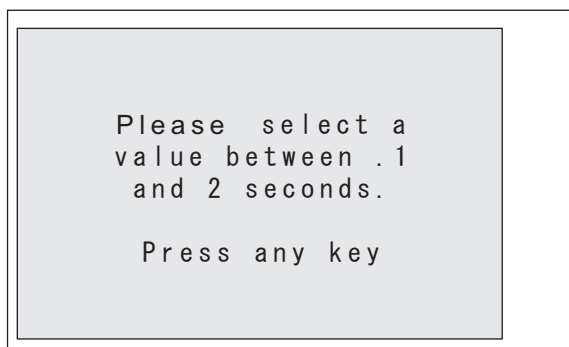 Please select a
value between .1
and 2 seconds.
Press any key